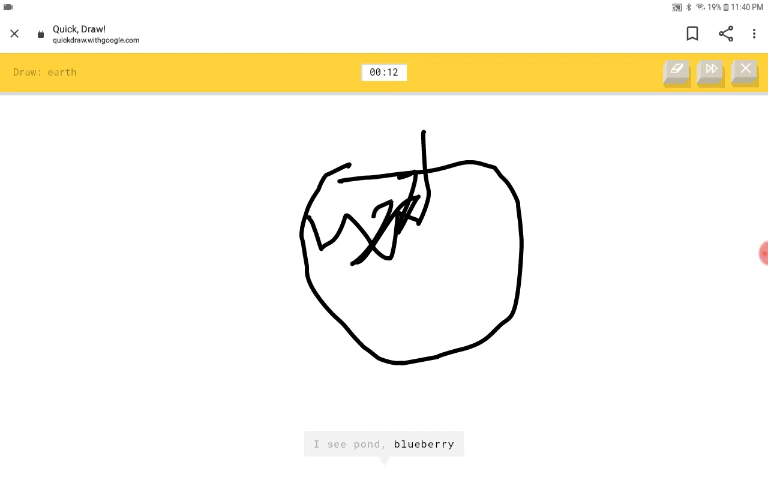 19% 11:40 PM
Quick, Draw!
quickdraw.withgoogle.com
Draw: earth
00:12
I see pond, blueberry